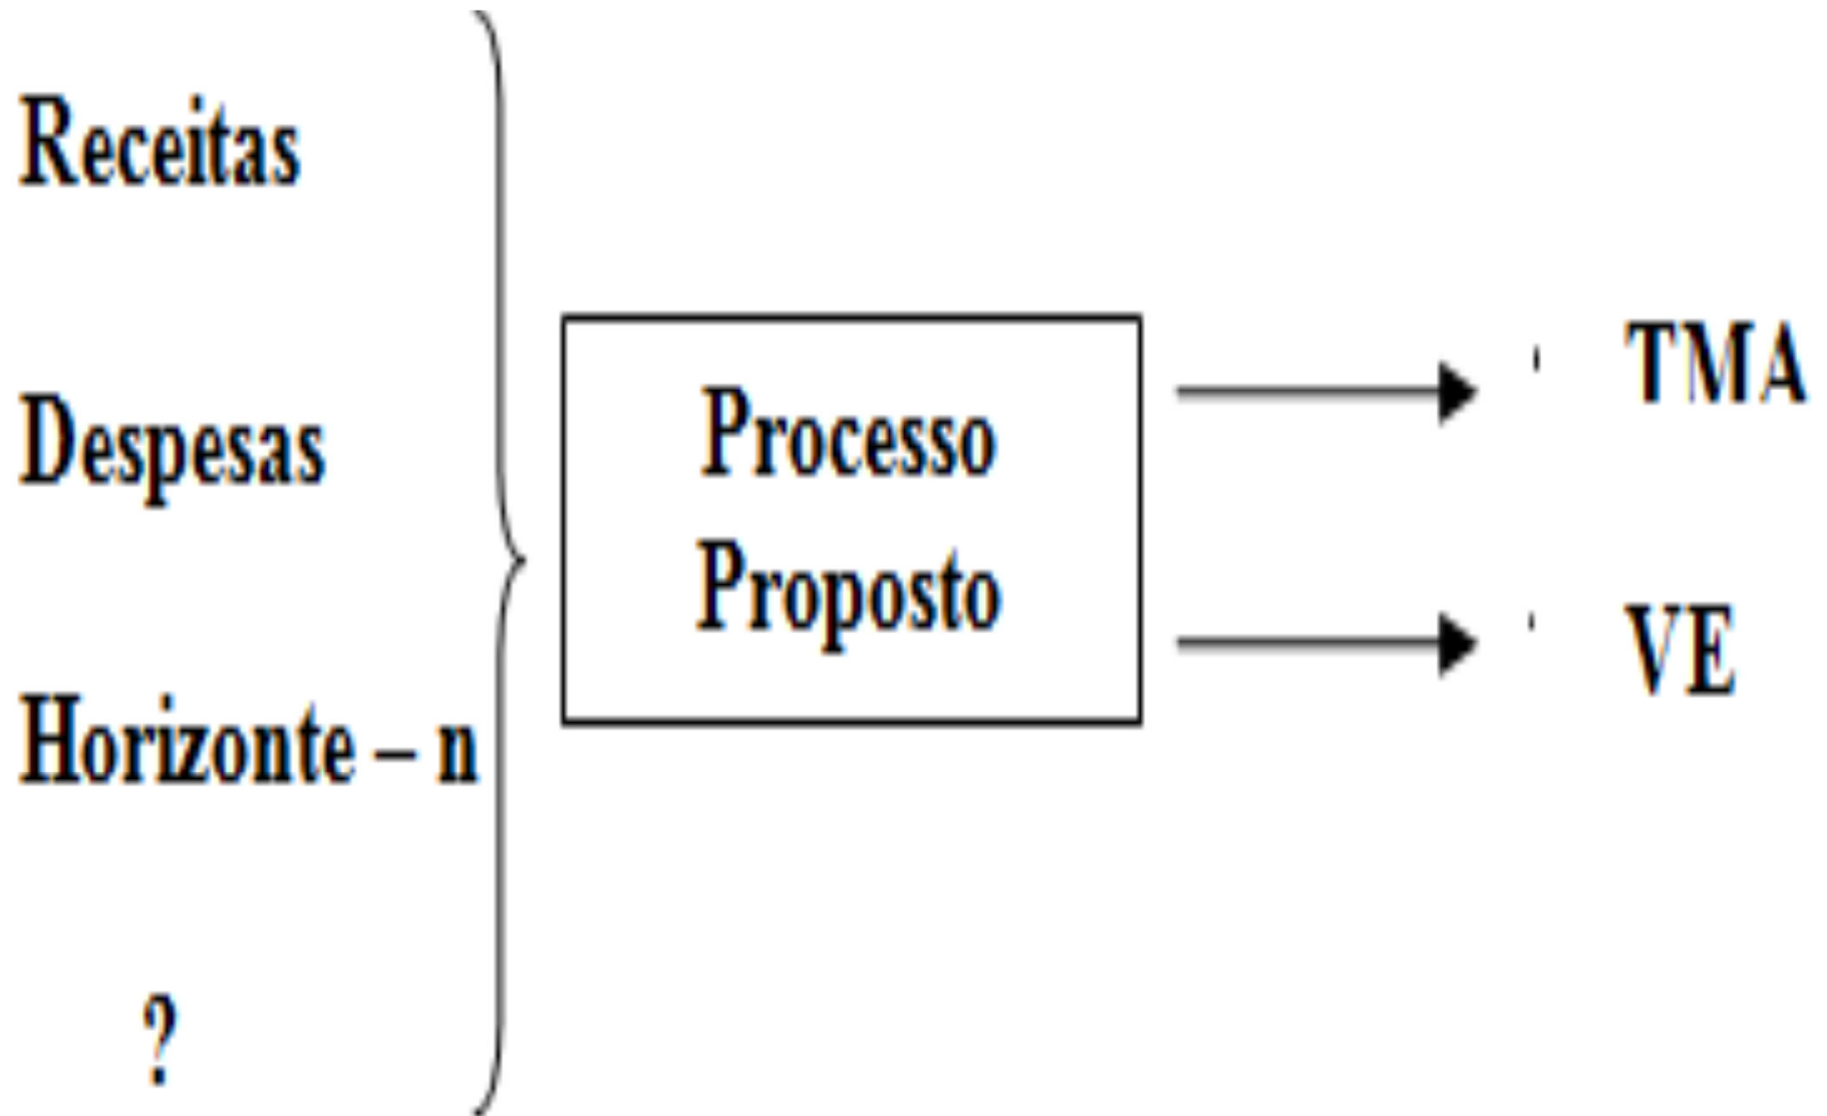 Receitas
Despesas
Horizonte – n
?
Processo
Proposto
TMA
VE